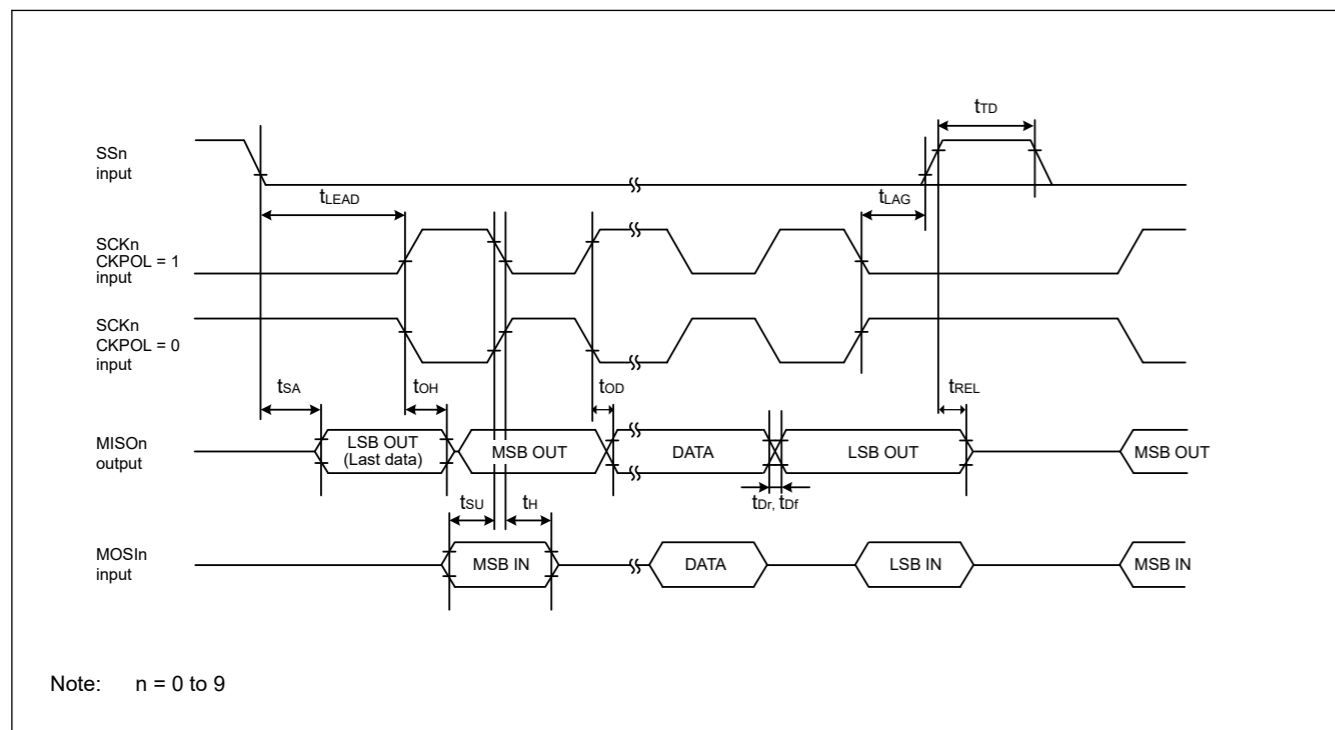 tTD
SSn
input
tLEAD
tLAG
SCKn
CKPOL = 1
input
SCKn
CKPOL = 0
input
tSA
tOH
tOD
tREL
MISOn
output
LSB OUT
(Last data)
MSB OUT
DATA
LSB OUT
MSB OUT
tSU
tH
tDr, tDf
MOSIn
input
MSB IN
DATA
LSB IN
MSB IN
Note: n = 0 to 9